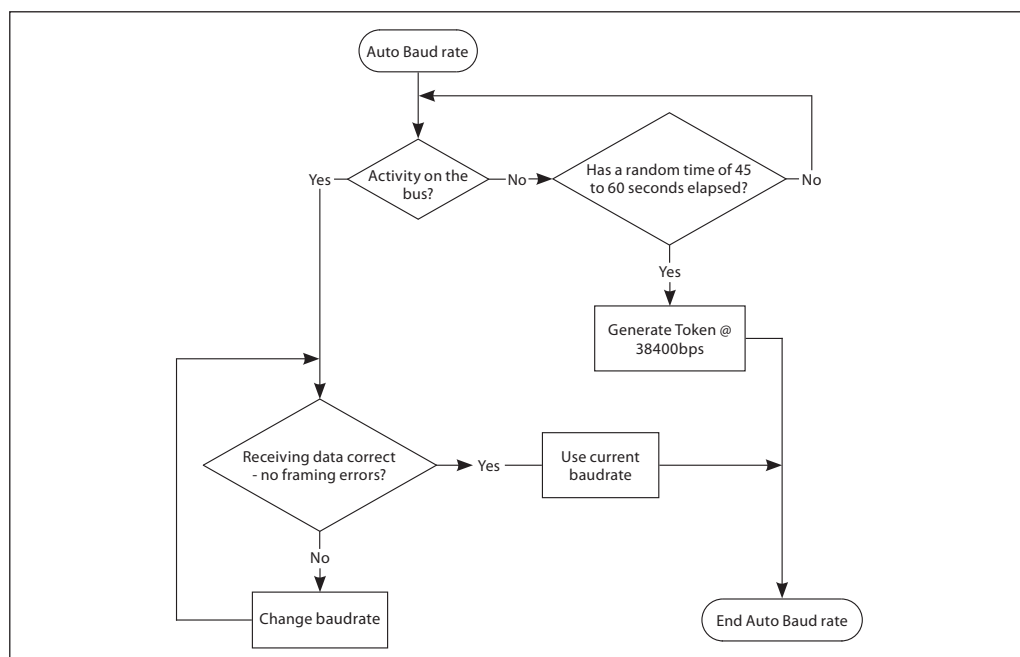 Auto Baud rate
Activity on the
bus?
Yes
No
Has a random time of 45
to 60 seconds elapsed?
No
Yes
Generate Token @
38400bps
Receiving data correct
- no framing errors?
Yes
Use current
baudrate
No
Change baudrate
End Auto Baud rate